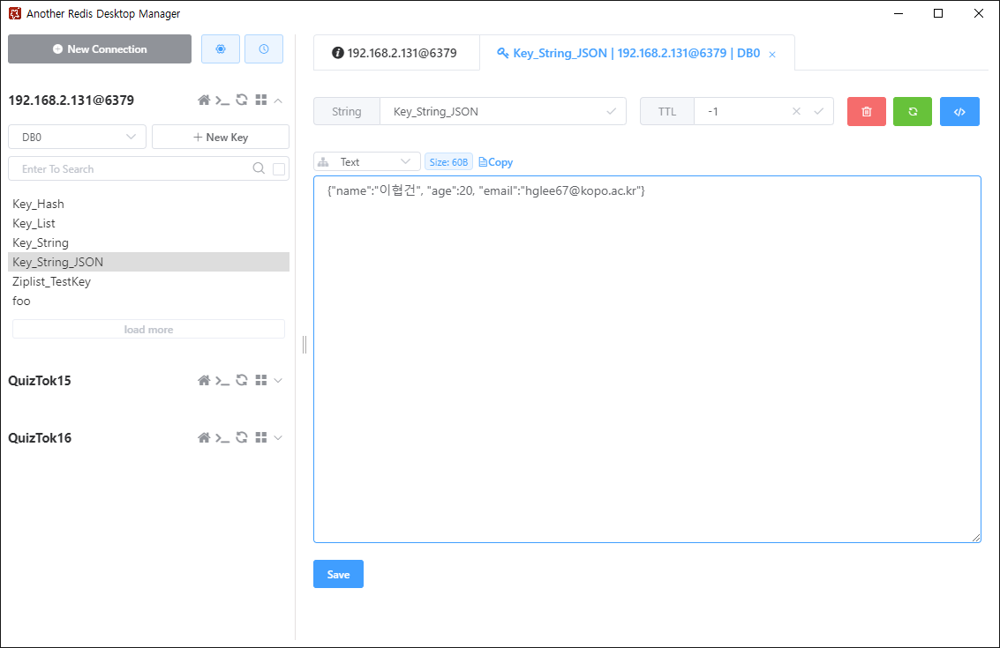 Another Redis Desktop Manager
New Connection
192.168.2.131@6379
DB0
New Key
Enter To Search
Key_Hash
Key_List
Key_String
Key_String_JSON
Ziplist_TestKey
foo
load more
QuizTok15
QuizTok16
192.168.2.131@6379
Key_String_JSON | 192.168.2.131@6379 | DB0
String Key_String_JSON TTL -1
Text Size: 60B Copy
{"name":"이협건", "age":20, "email":"hglee67@kopo.ac.kr"}
Save